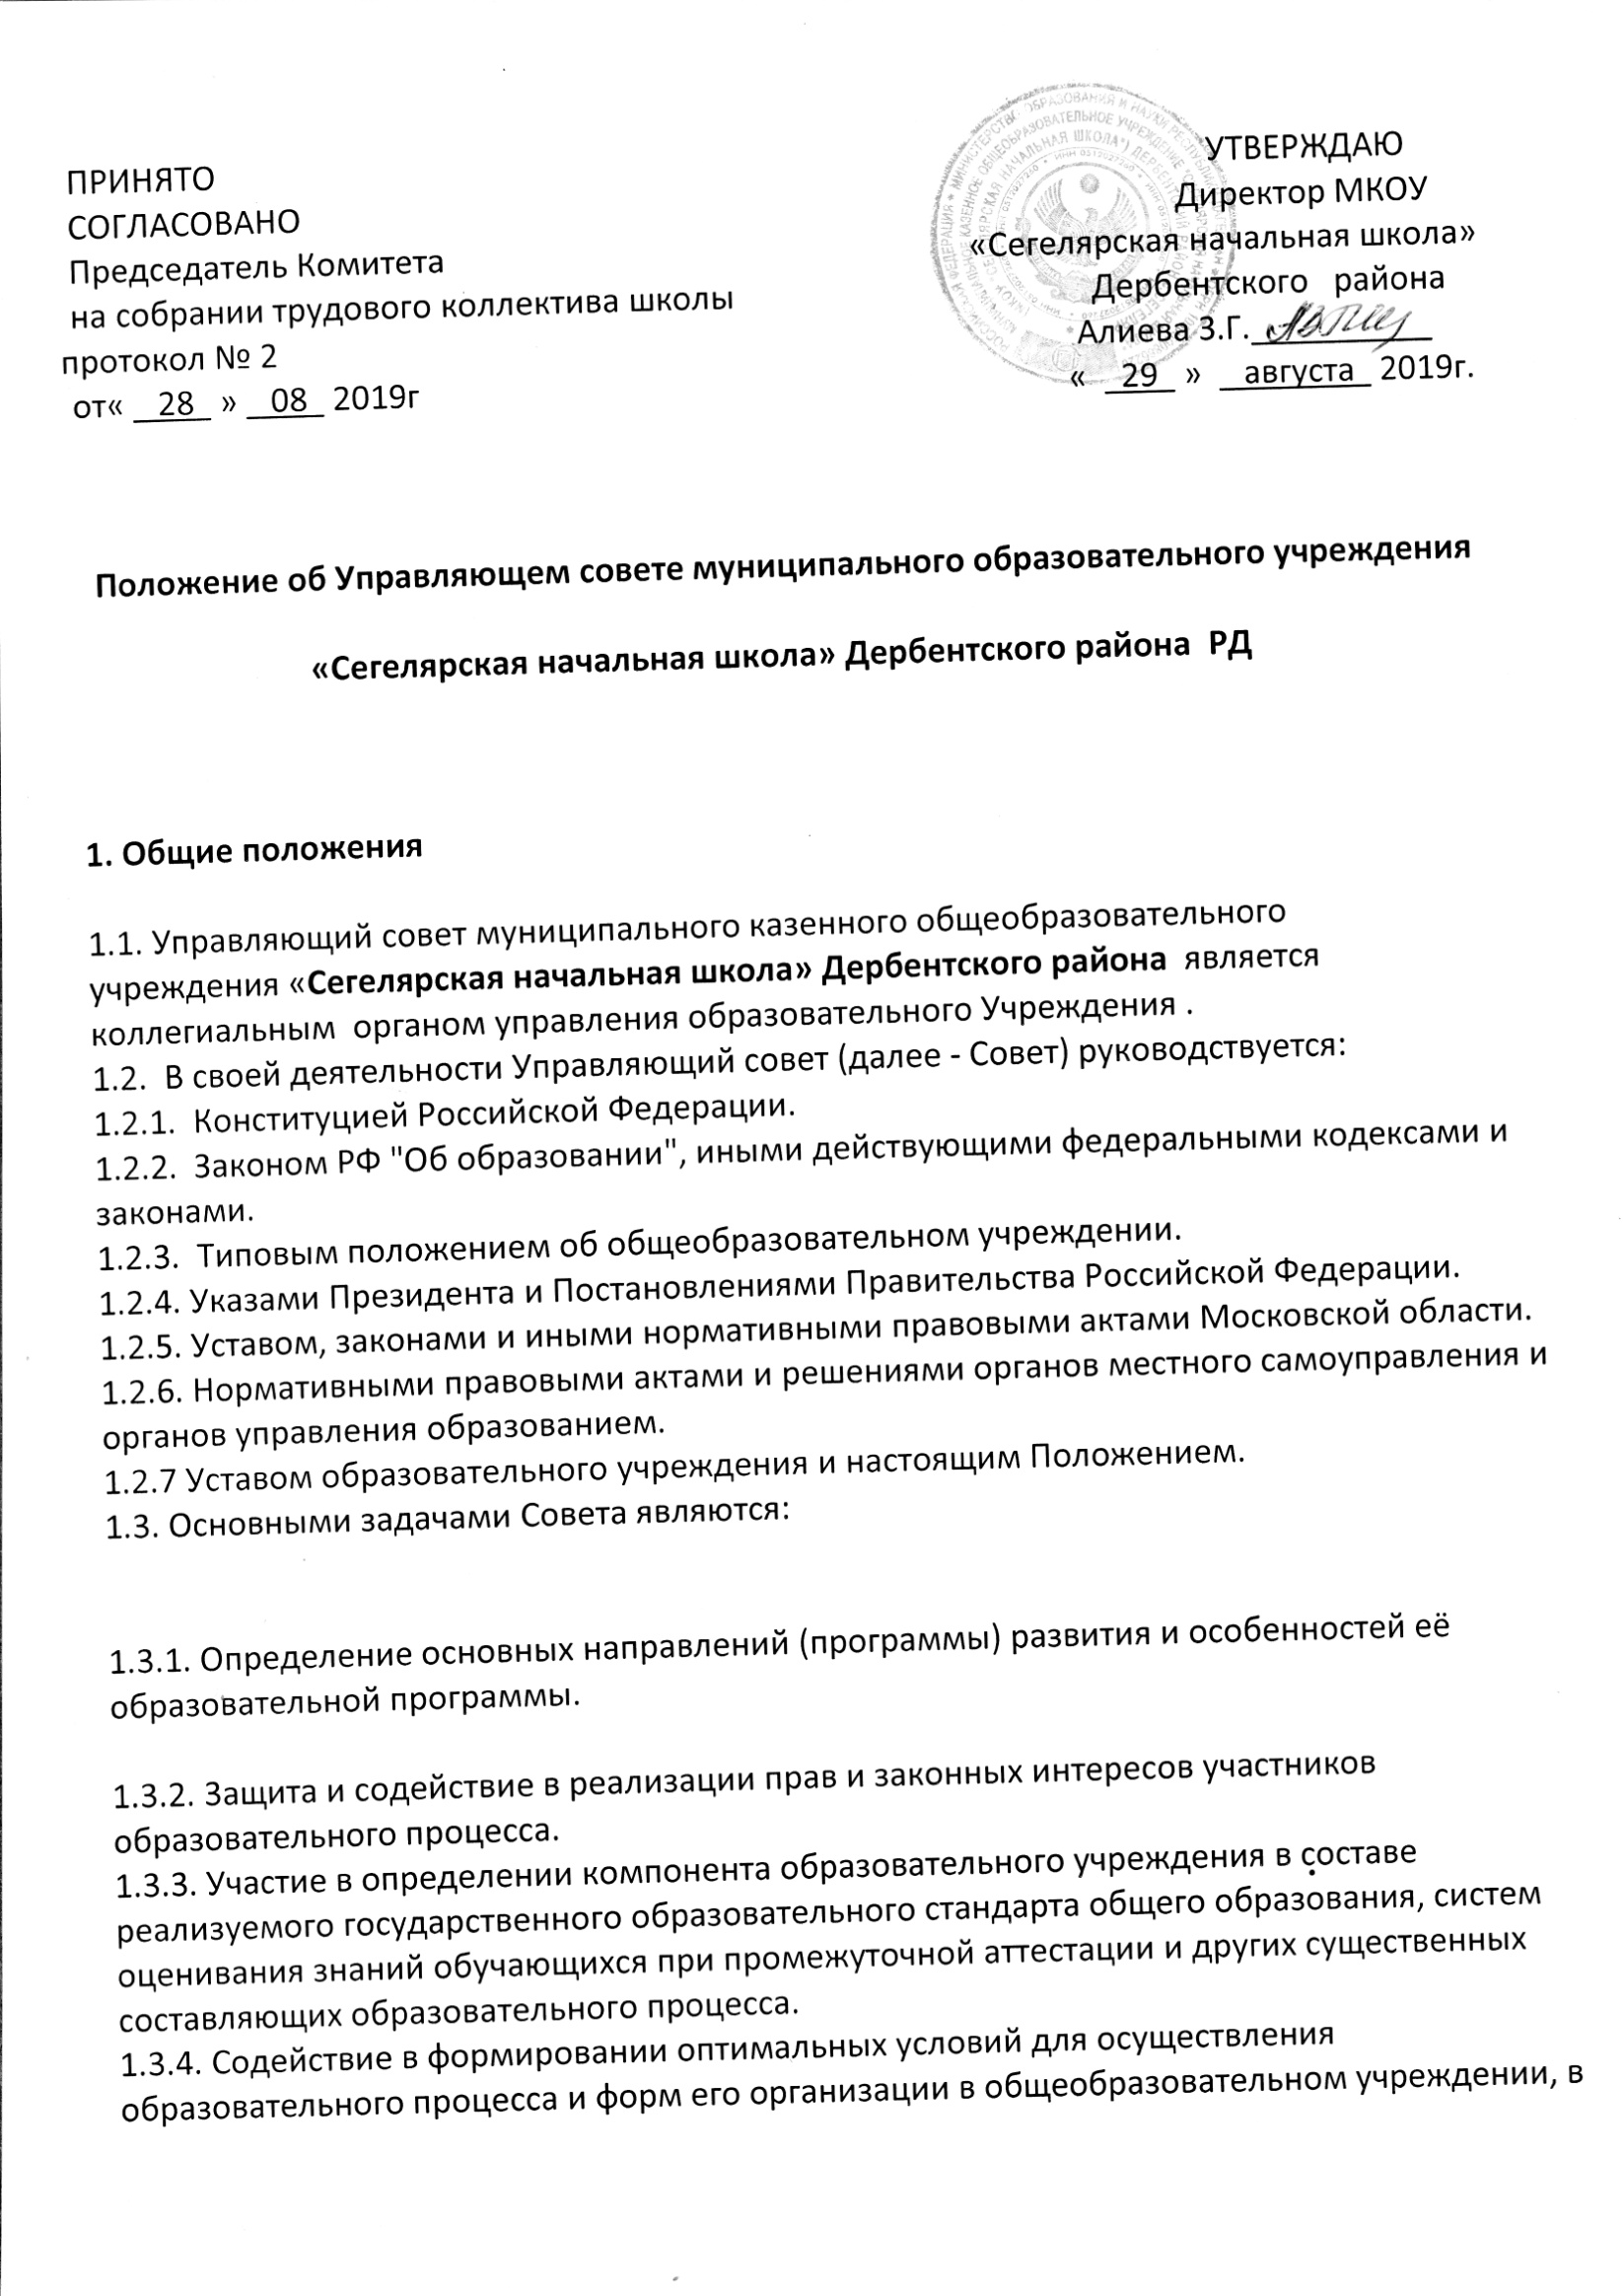 ПРИНЯТО
СОГЛАСОВАНО
Председатель Комитета
на собрании трудового коллектива школы
протокол № 2
от« 28 » 08 2019г
УТВЕРЖДАЮ
Директор МКОУ
«Сегелярская начальная школа»
Дербентского района
Алиева З.Г.
« 29 » августа 2019г.
Положение об Управляющем совете муниципального образовательного учреждения
«Сегелярская начальная школа» Дербентского района РД
1. Общие положения
1.1. Управляющий совет муниципального казенного общеобразовательного
учреждения «Сегелярская начальная школа» Дербентского района является
коллегиальным органом управления образовательного Учреждения .
1.2. В своей деятельности Управляющий совет (далее - Совет) руководствуется:
1.2.1. Конституцией Российской Федерации.
1.2.2. Законом РФ "Об образовании", иными действующими федеральными кодексами и
законами.
1.2.3. Типовым положением об общеобразовательном учреждении.
1.2.4. Указами Президента и Постановлениями Правительства Российской Федерации.
1.2.5. Уставом, законами и иными нормативными правовыми актами Московской области.
1.2.6. Нормативными правовыми актами и решениями органов местного самоуправления и
органов управления образованием.
1.2.7 Уставом образовательного учреждения и настоящим Положением.
1.3. Основными задачами Совета являются:
1.3.1. Определение основных направлений (программы) развития и особенностей её
образовательной программы.
1.3.2. Защита и содействие в реализации прав и законных интересов участников
образовательного процесса.
1.3.3. Участие в определении компонента образовательного учреждения в составе
реализуемого государственного образовательного стандарта общего образования, систем
оценивания знаний обучающихся при промежуточной аттестации и других существенных
составляющих образовательного процесса.
1.3.4. Содействие в формировании оптимальных условий для осуществления
образовательного процесса и форм его организации в общеобразовательном учреждении, в